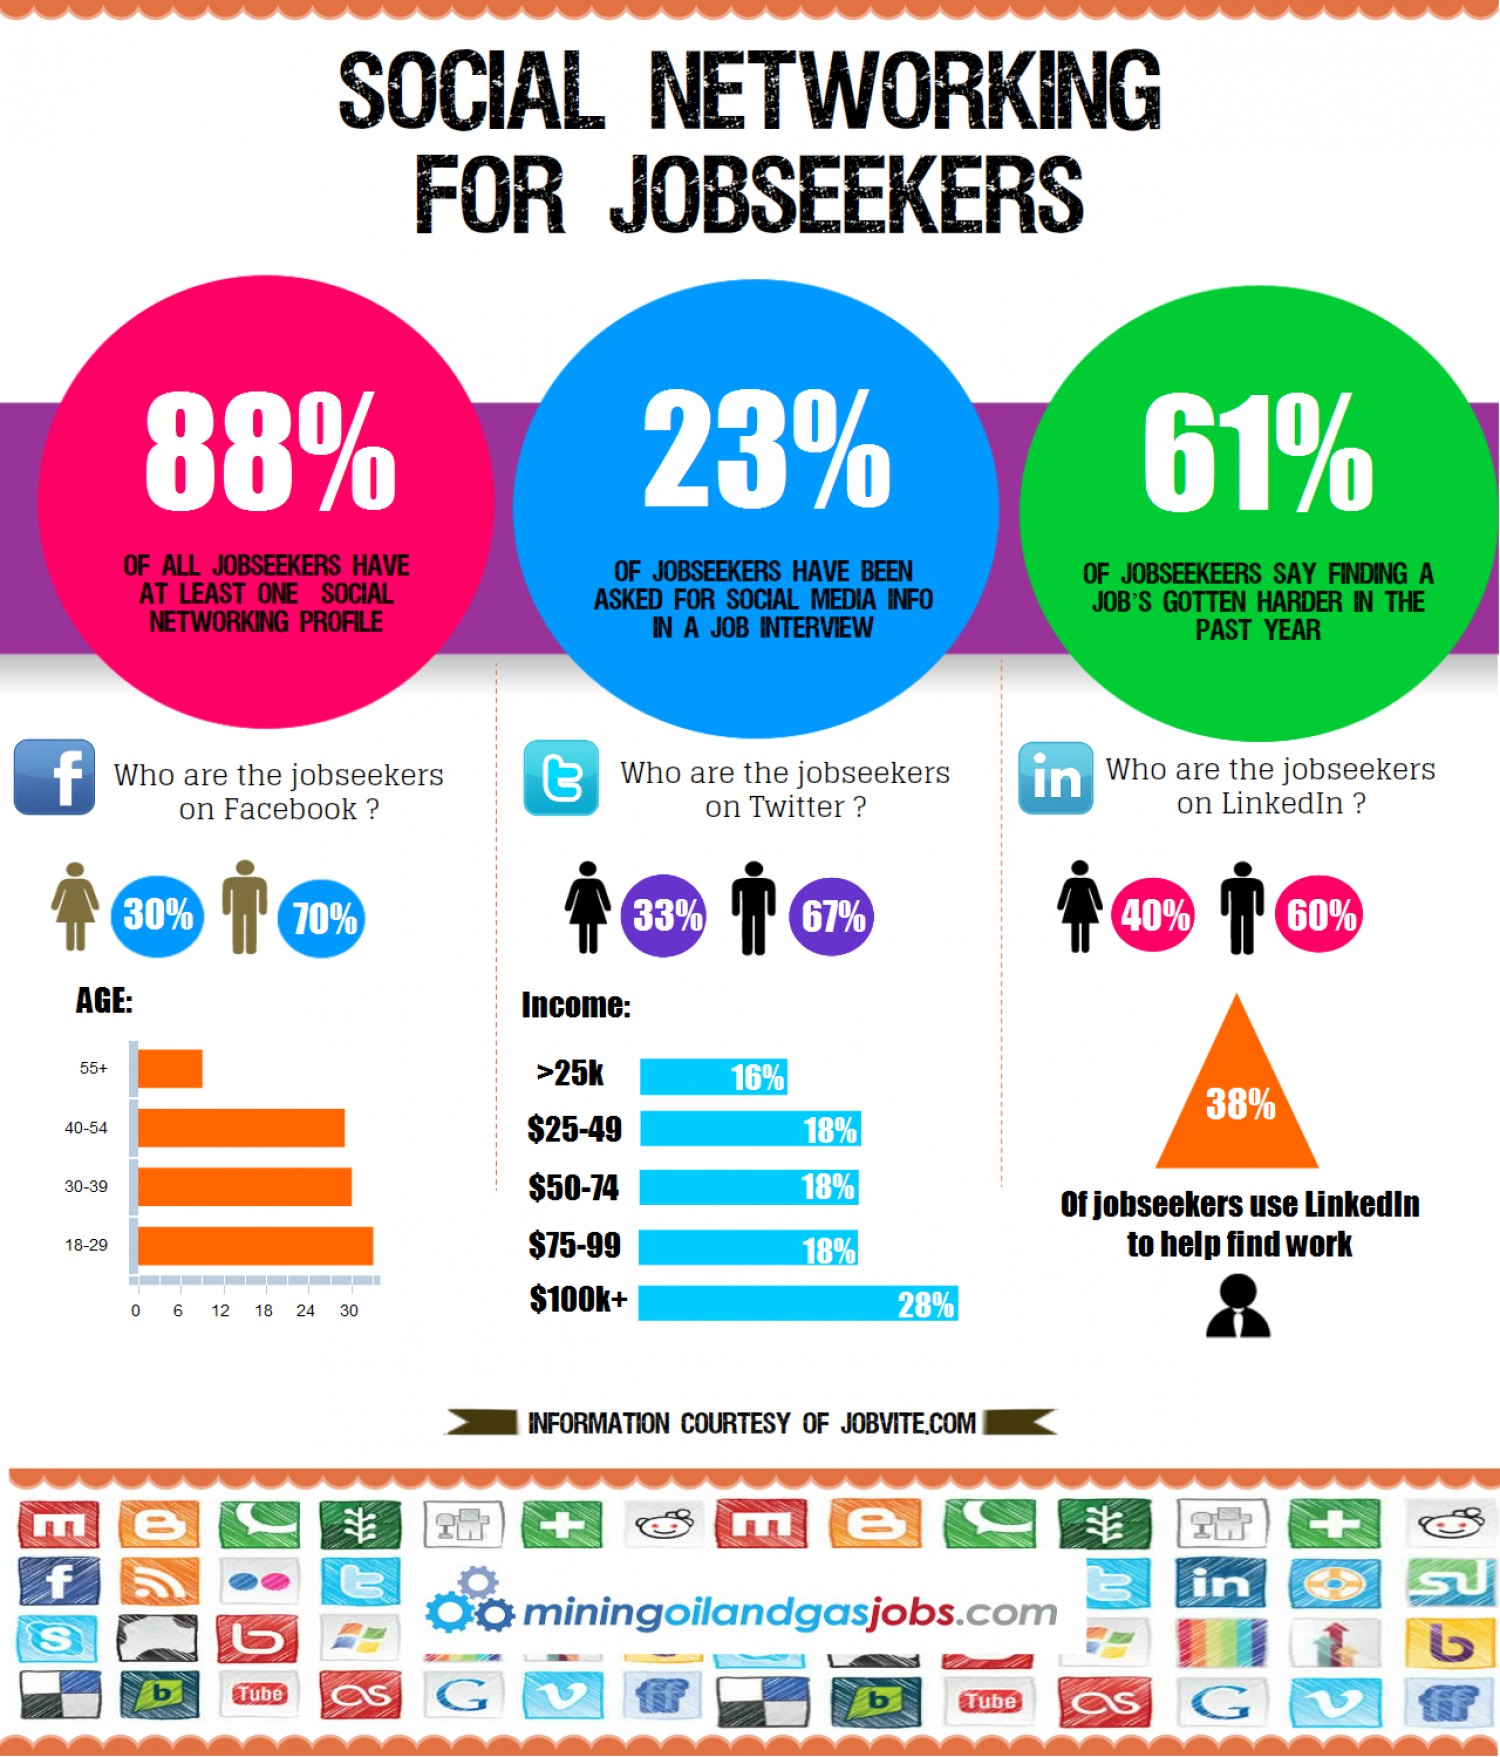 SOCIAL NETWORKING
FOR JOBSEEKERS
88%
OF ALL JOBSEEKERS HAVE
AT LEAST ONE SOCIAL
NETWORKING PROFILE
23%
OF JOBSEEKERS HAVE BEEN
ASKED FOR SOCIAL MEDIA INFO
IN A JOB INTERVIEW
61%
OF JOBSEEKEERS SAY FINDING A
JOB'S GOTTEN HARDER IN THE
PAST YEAR
f
Who are the jobseekers
on Facebook ?
30%
70%
AGE:
55+
40-54
30-39
18-29
0 6 12 18 24 30
t
Who are the jobseekers
on Twitter ?
33%
67%
Income:
>25k 16%
$25-49 18%
$50-74 18%
$75-99 18%
$100k+ 28%
in
Who are the jobseekers
on LinkedIn ?
40%
60%
38%
Of jobseekers use LinkedIn
to help find work
INFORMATION COURTESY OF JOBVITE.COM
miningoilandgasjobs.com
m B m B
f t t in su
S b b
b Tube as G v ff b Tube as G v ff